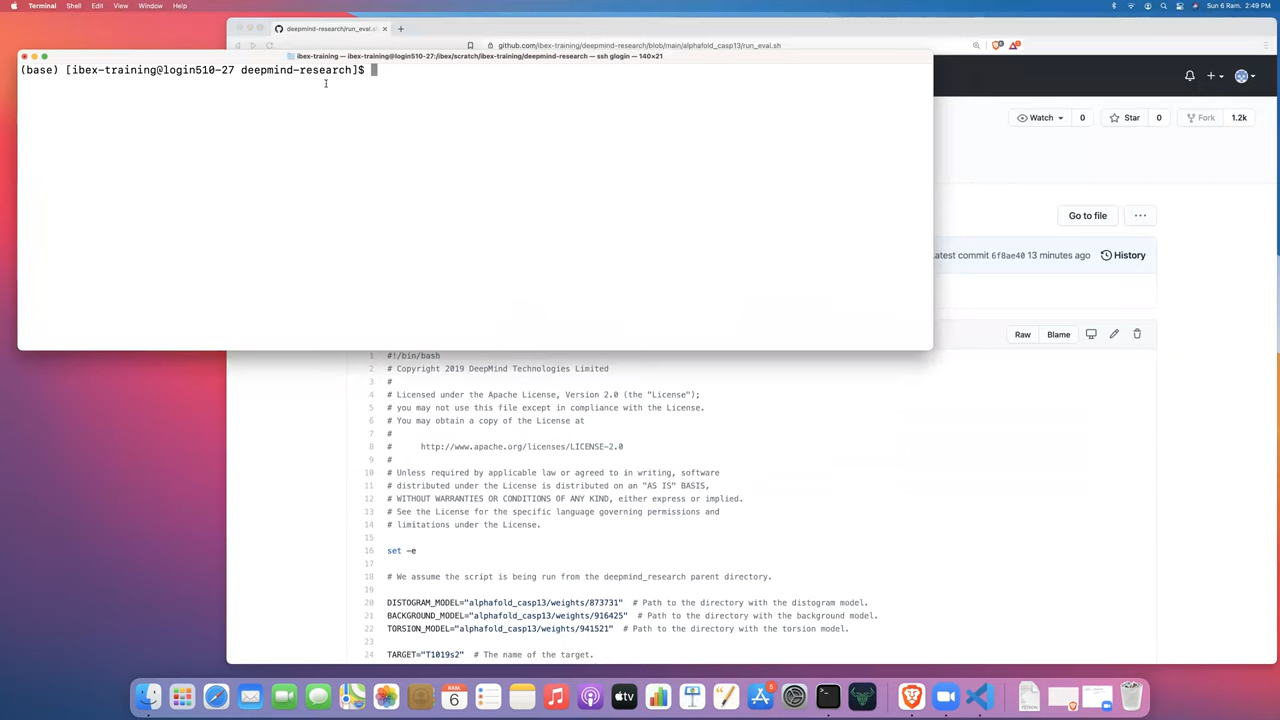 Terminal Shell Edit View Window Help
Sun 6 Ram. 2:49 PM
deepmind-research/run_eval.sh
github.com/ibex-training/deepmind-research/blob/main/alphafold_casp13/run_eval.sh
ibex-training — ibex-training@login510-27:/ibex/scratch/ibex-training/deepmind-research — ssh glogin — 140×21
(base) [ibex-training@login510-27 deepmind-research]$
Watch 0 Star 0 Fork 1.2k
Go to file
atest commit 6f8ae40 13 minutes ago History
Raw Blame
1 #!/bin/bash
2 # Copyright 2019 DeepMind Technologies Limited
3 #
4 # Licensed under the Apache License, Version 2.0 (the "License");
5 # you may not use this file except in compliance with the License.
6 # You may obtain a copy of the License at
7 #
8 # http://www.apache.org/licenses/LICENSE-2.0
9 #
10 # Unless required by applicable law or agreed to in writing, software
11 # distributed under the License is distributed on an "AS IS" BASIS,
12 # WITHOUT WARRANTIES OR CONDITIONS OF ANY KIND, either express or implied.
13 # See the License for the specific language governing permissions and
14 # limitations under the License.
15
16 set -e
17
18 # We assume the script is being run from the deepmind_research parent directory.
19
20 DISTOGRAM_MODEL="alphafold_casp13/weights/873731" # Path to the directory with the distogram model.
21 BACKGROUND_MODEL="alphafold_casp13/weights/916425" # Path to the directory with the background model.
22 TORSION_MODEL="alphafold_casp13/weights/941521" # Path to the directory with the torsion model.
23
24 TARGET="T1019s2" # The name of the target.
RAM.
6
tv
5